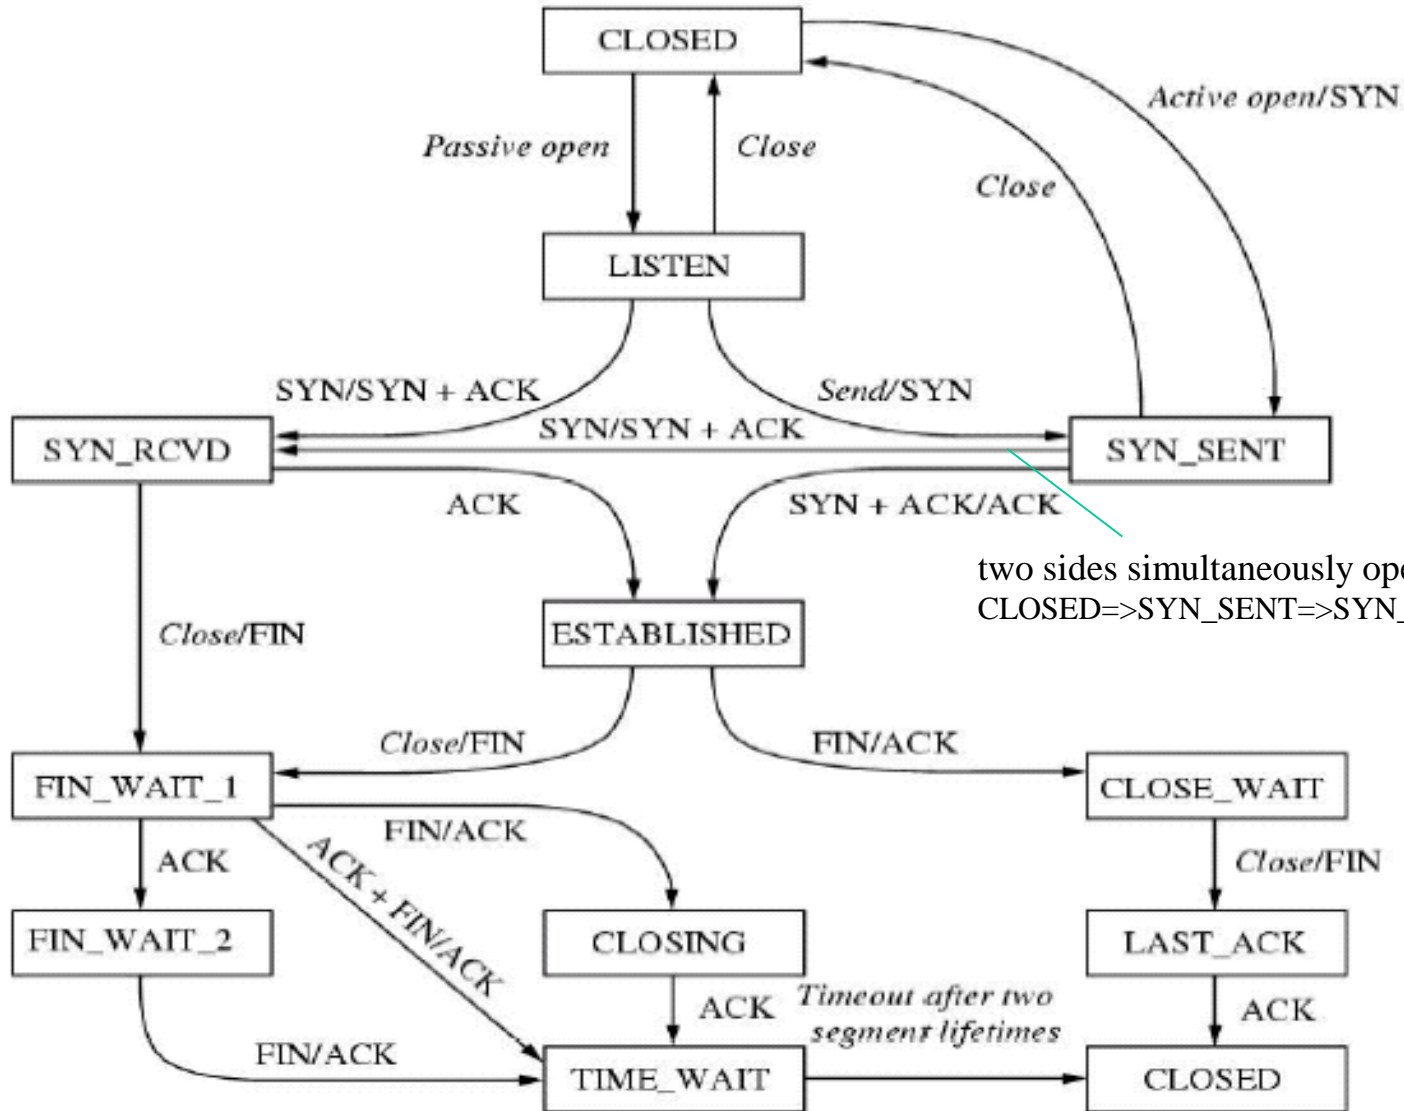 CLOSED
Active open/SYN
Passive open
Close
Close
LISTEN
SYN/SYN + ACK
Send/SYN
SYN/SYN + ACK
SYN_RCVD
SYN_SENT
ACK
SYN + ACK/ACK
two sides simultaneously ope
CLOSED=>SYN_SENT=>SYN_
Close/FIN
ESTABLISHED
Close/FIN
FIN/ACK
FIN_WAIT_1
CLOSE_WAIT
FIN/ACK
ACK
ACK + FIN/ACK
Close/FIN
FIN_WAIT_2
CLOSING
LAST_ACK
ACK
Timeout after two
segment lifetimes
ACK
FIN/ACK
TIME_WAIT
CLOSED